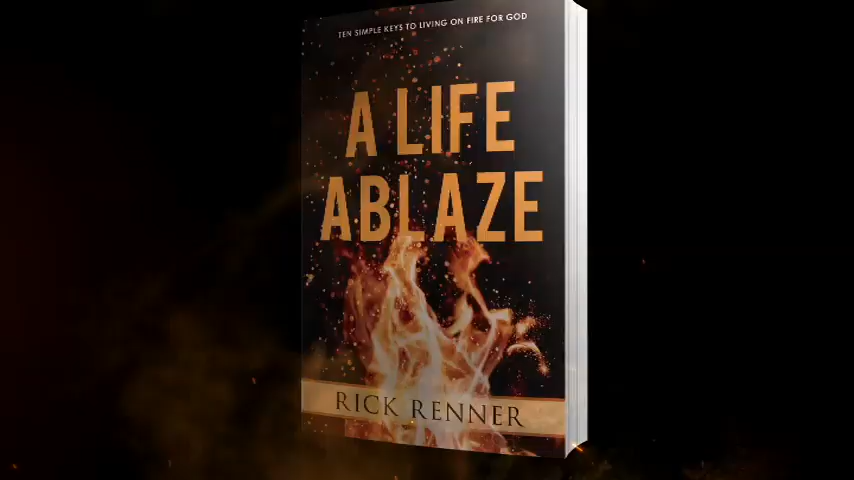 TEN SIMPLE KEYS TO LIVING ON FIRE FOR GOD
A LIFE
ABLAZE
RICK RENNER